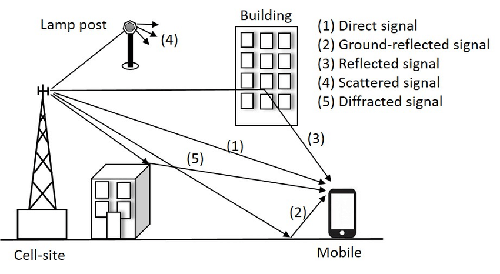 Lamp post
(4)
Building
(1) Direct signal
(2) Ground-reflected signal
(3) Reflected signal
(4) Scattered signal
(5) Diffracted signal
(1)
(3)
(5)
(2)
Cell-site
Mobile